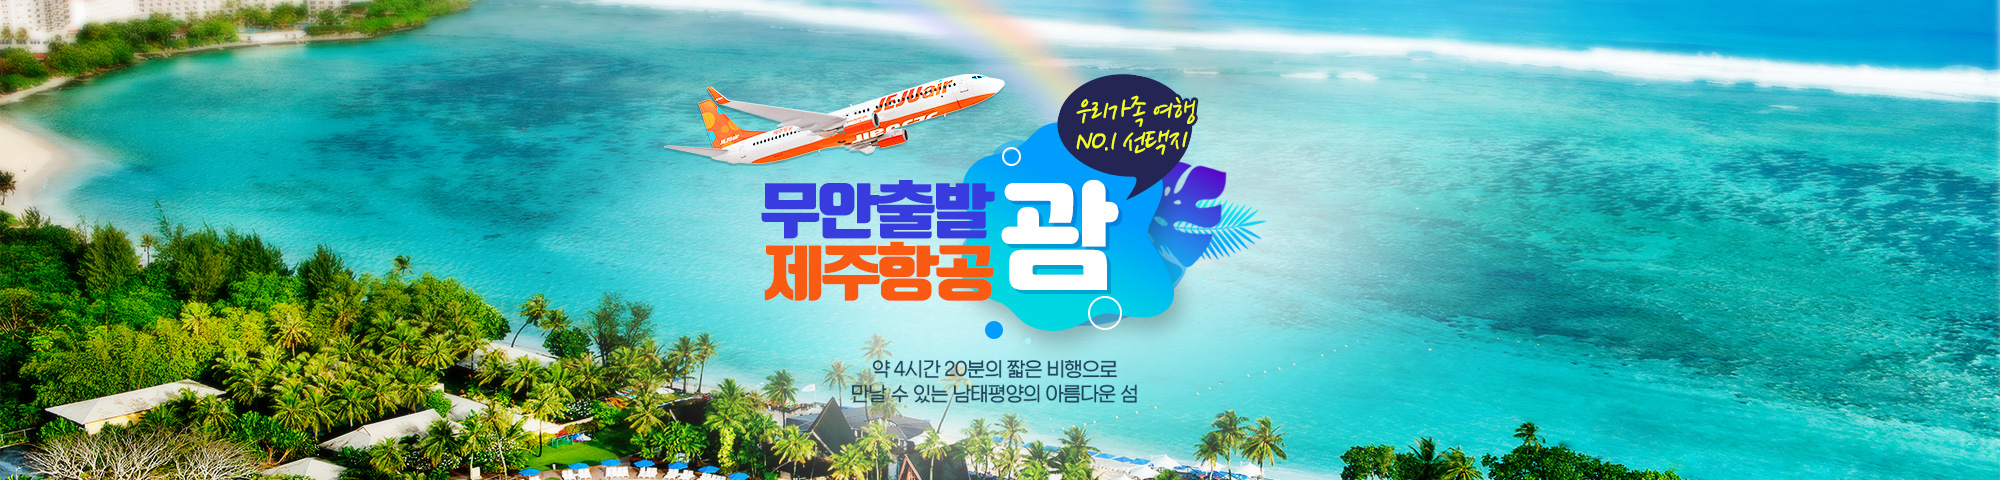 JEJUair
우리가족 여행
NO.1 선택지
무안출발
제주항공
괌
약 4시간 20분의 짧은 비행으로
만날 수 있는 남태평양의 아름다운 섬